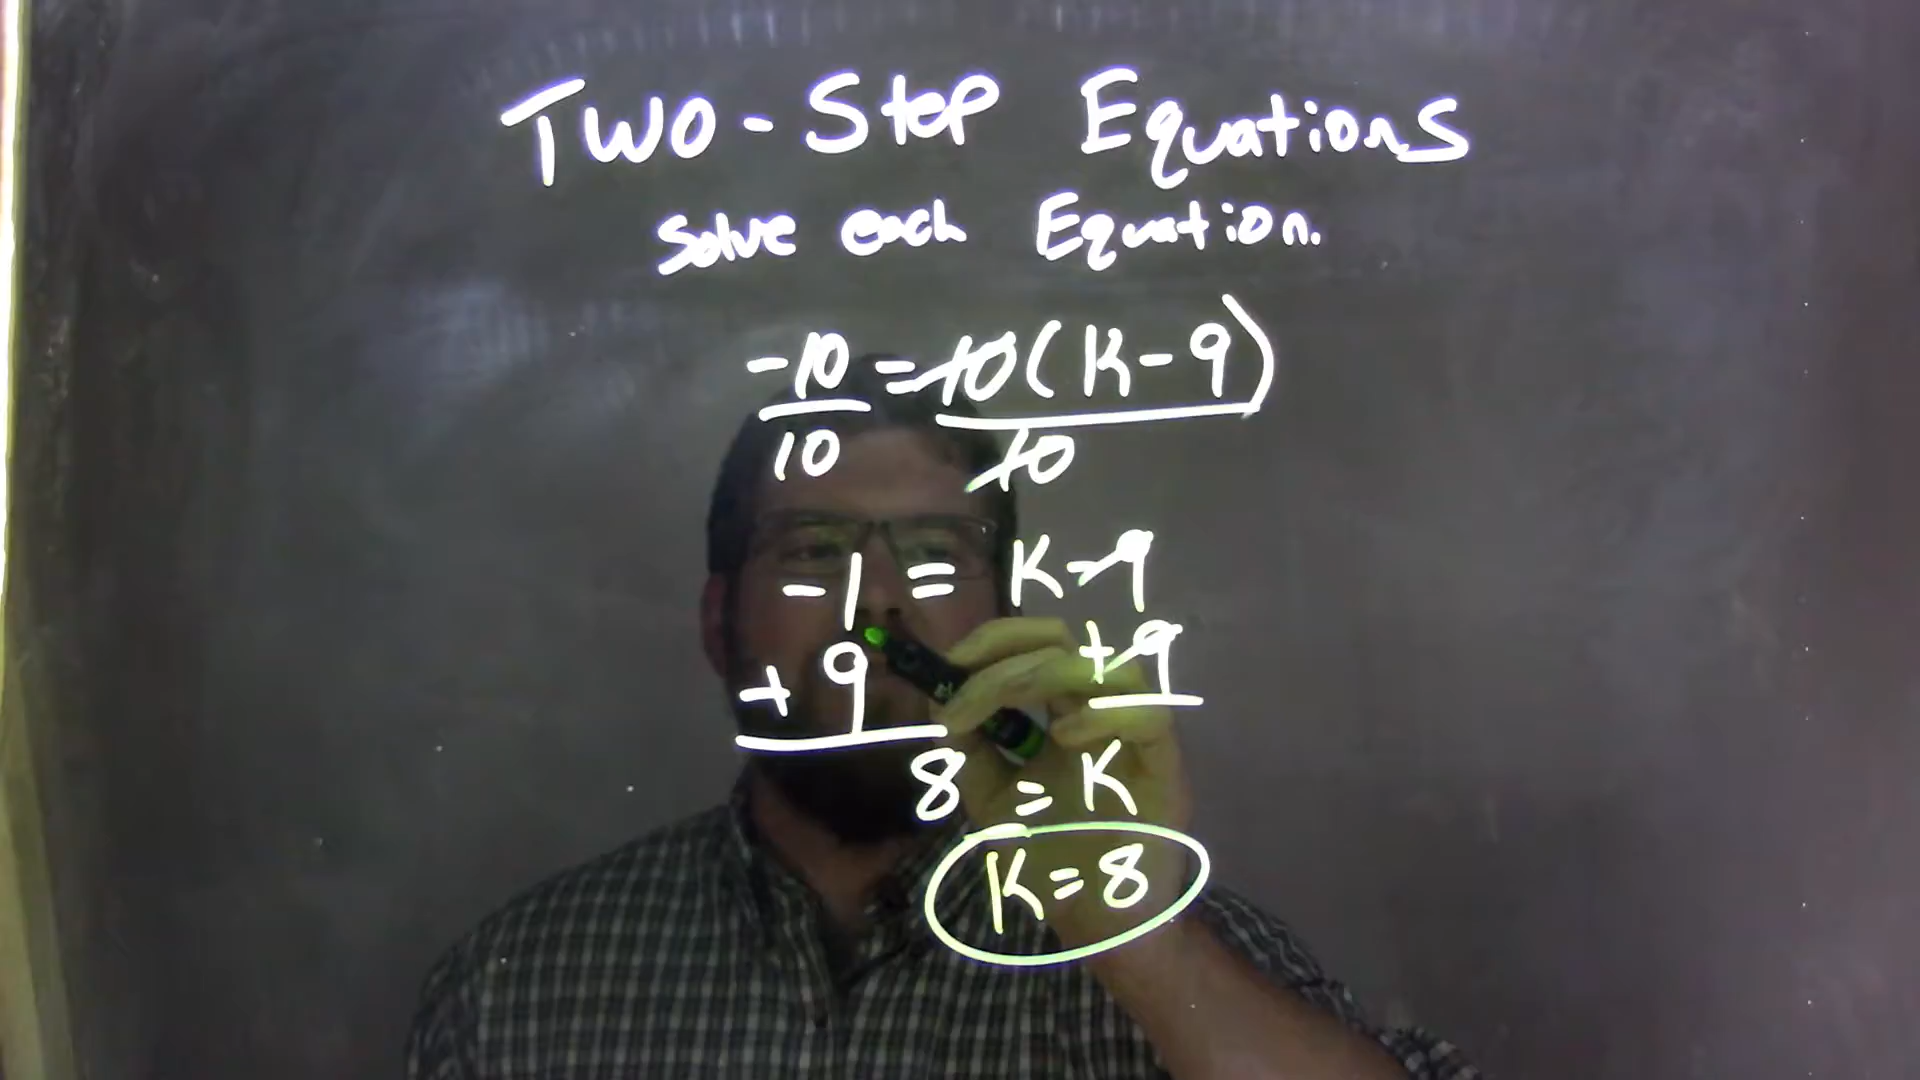 Two-Step Equations
Solve each Equation.
-10 = 10(K-9)
10 10
-1 = K-9
+9 +9
8 = K
K=8